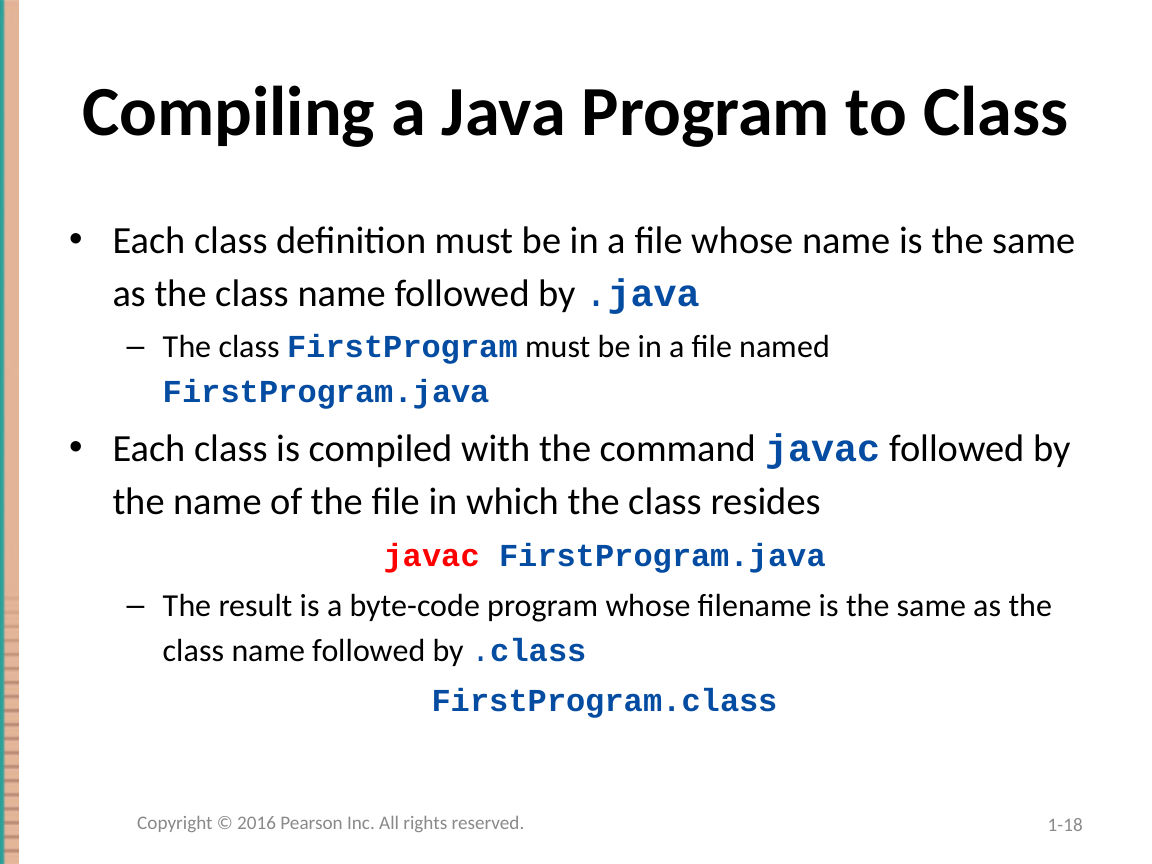 Compiling a Java Program to Class
• Each class definition must be in a file whose name is the same
as the class name followed by .java
– The class FirstProgram must be in a file named
FirstProgram.java
• Each class is compiled with the command javac followed by
the name of the file in which the class resides
javac FirstProgram.java
– The result is a byte-code program whose filename is the same as the
class name followed by .class
FirstProgram.class
Copyright © 2016 Pearson Inc. All rights reserved.
1-18